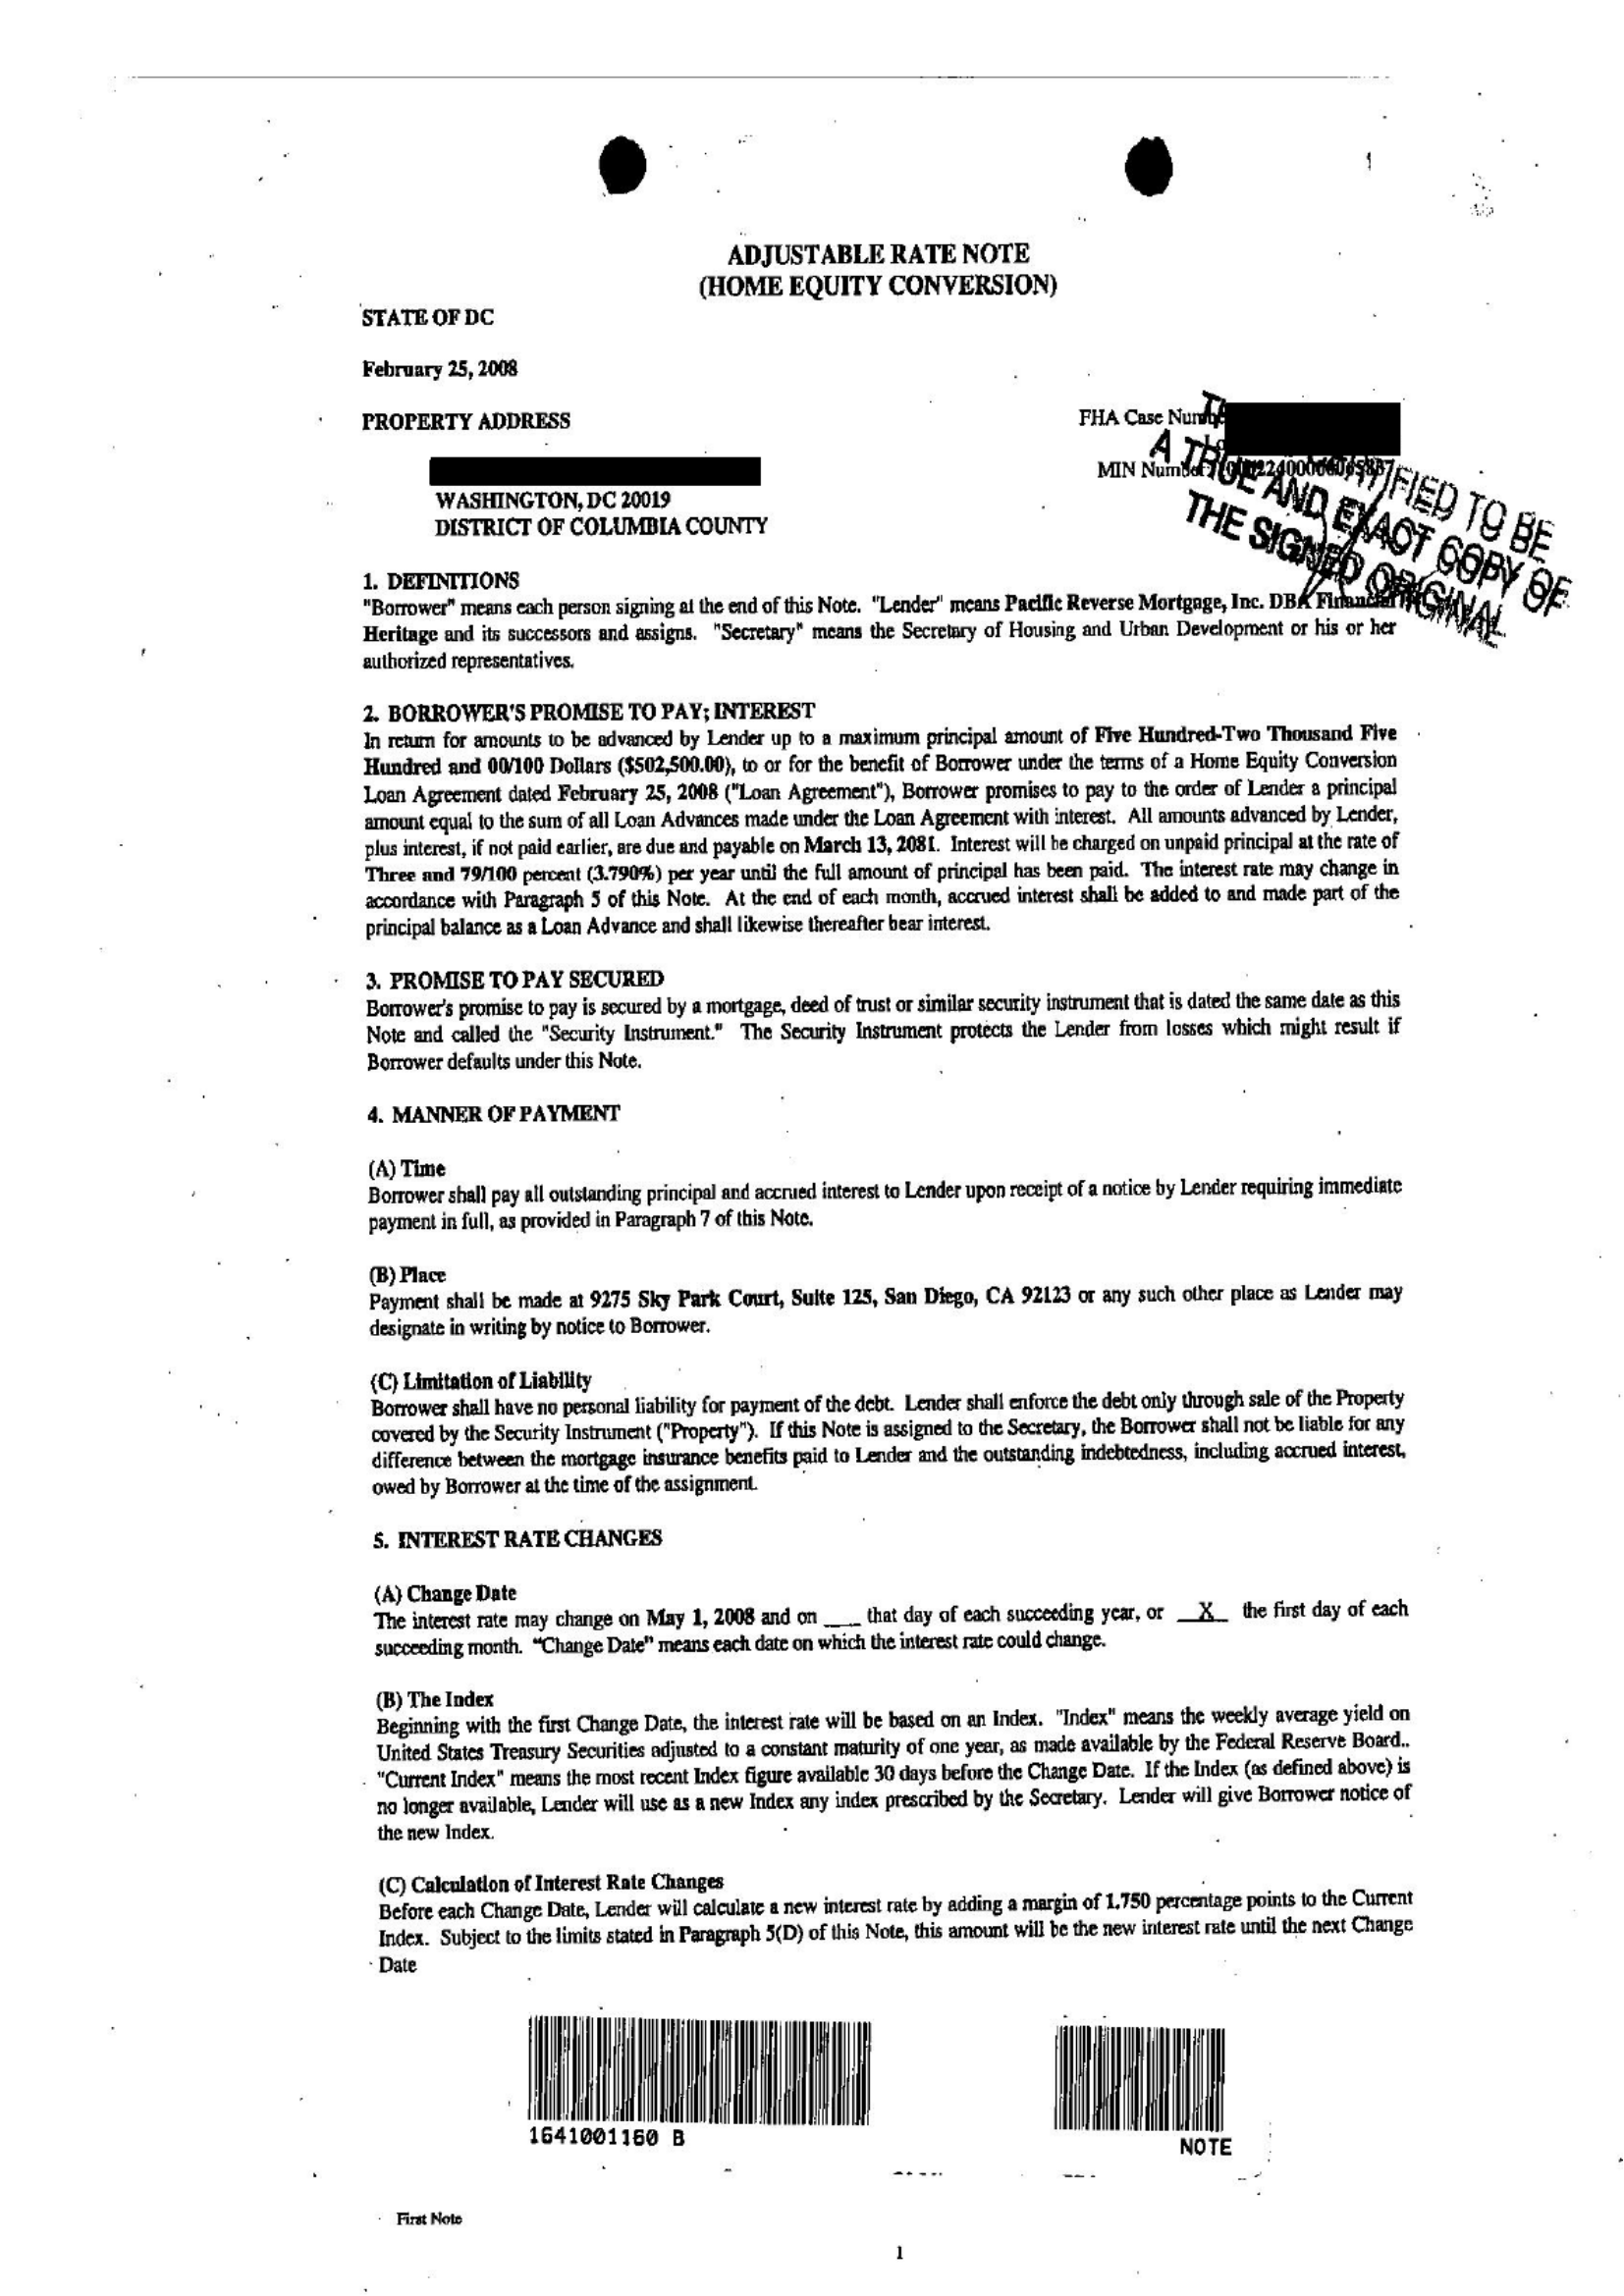 ADJUSTABLE RATE NOTE
(HOME EQUITY CONVERSION)
STATE OF DC
February 25, 2008
PROPERTY ADDRESS
FHA Case
MIN
WASHINGTON, DC 20019
DISTRICT OF COLUMBIA COUNTY
CERTIFIED TO BE
A TRUE AND EXACT COPY OF
THE SIGNED ORIGINAL
1. DEFINITIONS
"Borrower" means each person signing at the end of this Note. "Lender" means Pacific Reverse Mortgage, Inc. DBA Financial
Heritage and its successors and assigns. "Secretary" means the Secretary of Housing and Urban Development or his or her
authorized representatives.
2. BORROWER'S PROMISE TO PAY; INTEREST
In return for amounts to be advanced by Lender up to a maximum principal amount of Five Hundred-Two Thousand Five
Hundred and 00/100 Dollars ($502,500.00), to or for the benefit of Borrower under the terms of a Home Equity Conversion
Loan Agreement dated February 25, 2008 ("Loan Agreement"), Borrower promises to pay to the order of Lender a principal
amount equal to the sum of all Loan Advances made under the Loan Agreement with interest. All amounts advanced by Lender,
plus interest, if not paid earlier, are due and payable on March 13, 2081. Interest will be charged on unpaid principal at the rate of
Three and 79/100 percent (3.790%) per year until the full amount of principal has been paid. The interest rate may change in
accordance with Paragraph 5 of this Note. At the end of each month, accrued interest shall be added to and made part of the
principal balance as a Loan Advance and shall likewise thereafter bear interest.
3. PROMISE TO PAY SECURED
Borrower's promise to pay is secured by a mortgage, deed of trust or similar security instrument that is dated the same date as this
Note and called the "Security Instrument." The Security Instrument protects the Lender from losses which might result if
Borrower defaults under this Note.
4. MANNER OF PAYMENT
(A) Time
Borrower shall pay all outstanding principal and accrued interest to Lender upon receipt of a notice by Lender requiring immediate
payment in full, as provided in Paragraph 7 of this Note.
(B) Place
Payment shall be made at 9275 Sky Park Court, Suite 125, San Diego, CA 92123 or any such other place as Lender may
designate in writing by notice to Borrower.
(C) Limitation of Liability
Borrower shall have no personal liability for payment of the debt. Lender shall enforce the debt only through sale of the Property
covered by the Security Instrument ("Property"). If this Note is assigned to the Secretary, the Borrower shall not be liable for any
difference between the mortgage insurance benefits paid to Lender and the outstanding indebtedness, including accrued interest,
owed by Borrower at the time of the assignment.
5. INTEREST RATE CHANGES
(A) Change Date
The interest rate may change on May 1, 2008 and on ____ that day of each succeeding year, or __X__ the first day of each
succeeding month. "Change Date" means each date on which the interest rate could change.
(B) The Index
Beginning with the first Change Date, the interest rate will be based on an Index. "Index" means the weekly average yield on
United States Treasury Securities adjusted to a constant maturity of one year, as made available by the Federal Reserve Board..
"Current Index" means the most recent Index figure available 30 days before the Change Date. If the Index (as defined above) is
no longer available, Lender will use as a new Index any index prescribed by the Secretary. Lender will give Borrower notice of
the new Index.
(C) Calculation of Interest Rate Changes
Before each Change Date, Lender will calculate a new interest rate by adding a margin of 1.750 percentage points to the Current
Index. Subject to the limits stated in Paragraph 5(D) of this Note, this amount will be the new interest rate until the next Change
Date
1641001160 B
NOTE
First Note
1